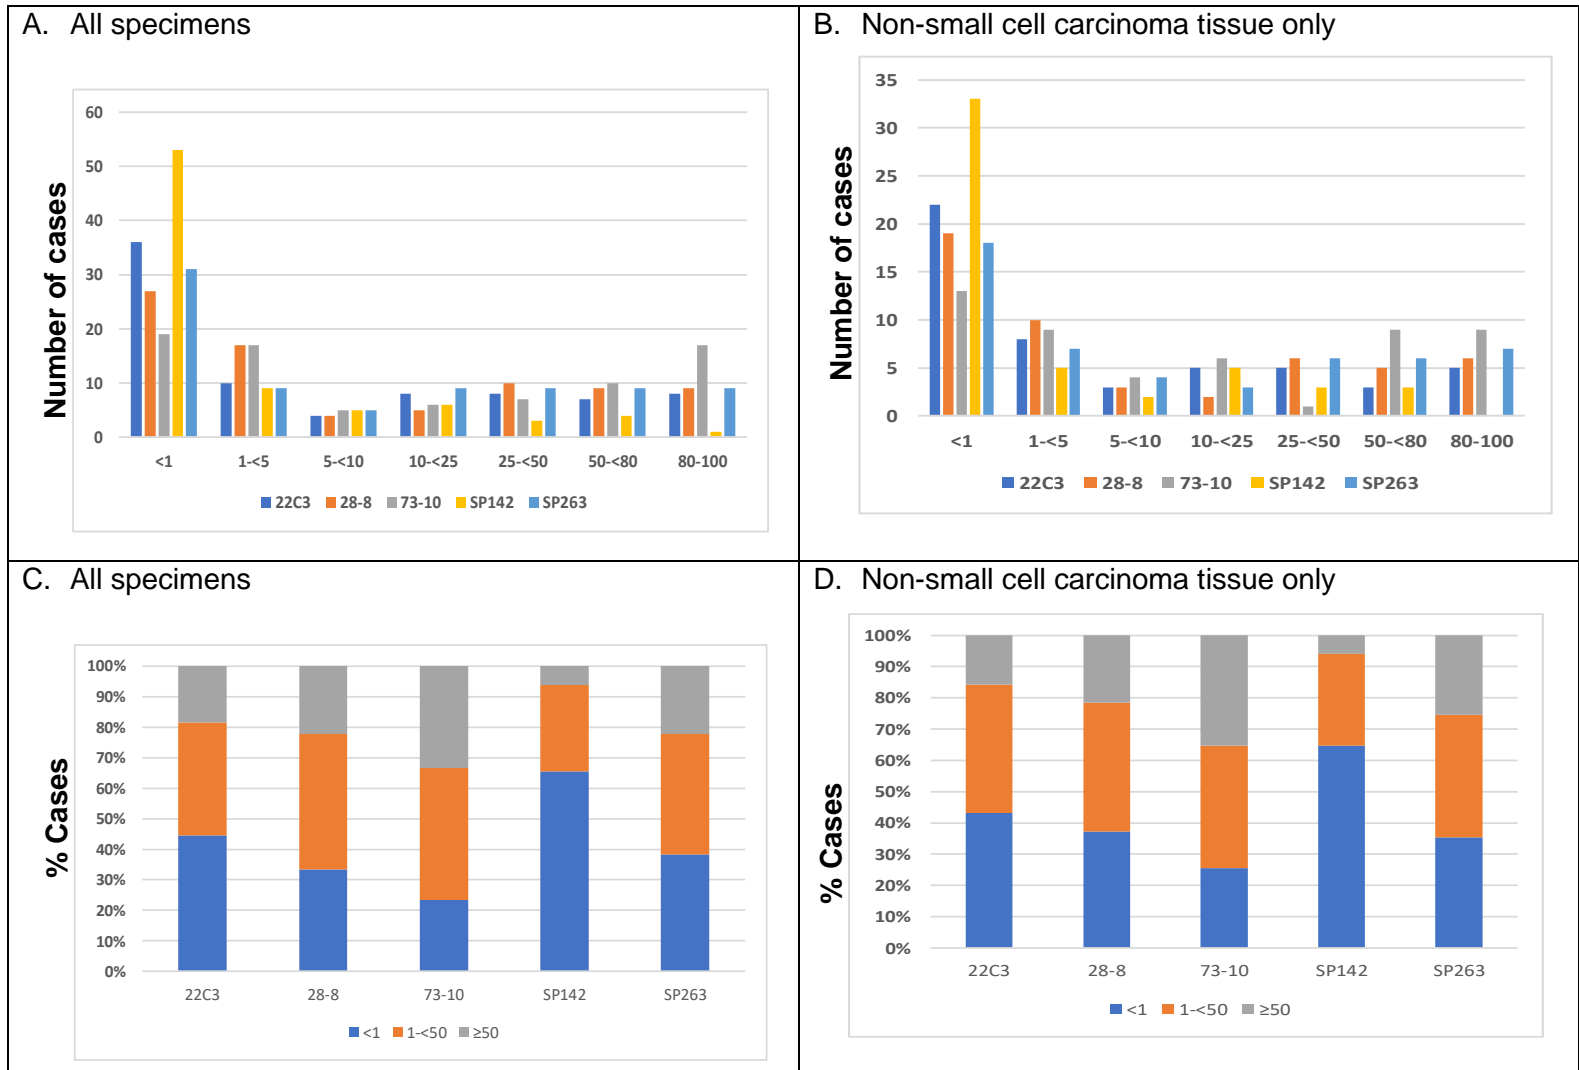 A. All specimens
Number of cases
60
50
40
30
20
10
0
<1 1-<5 5-<10 10-<25 25-<50 50-<80 80-100
22C3 28-8 73-10 SP142 SP263
B. Non-small cell carcinoma tissue only
Number of cases
35
30
25
20
15
10
5
0
<1 1-<5 5-<10 10-<25 25-<50 50-<80 80-100
22C3 28-8 73-10 SP142 SP263
C. All specimens
% Cases
100%
90%
80%
70%
60%
50%
40%
30%
20%
10%
0%
22C3 28-8 73-10 SP142 SP263
<1 1-<50 ≥50
D. Non-small cell carcinoma tissue only
% Cases
100%
90%
80%
70%
60%
50%
40%
30%
20%
10%
0%
22C3 28-8 73-10 SP142 SP263
<1 1-<50 ≥50